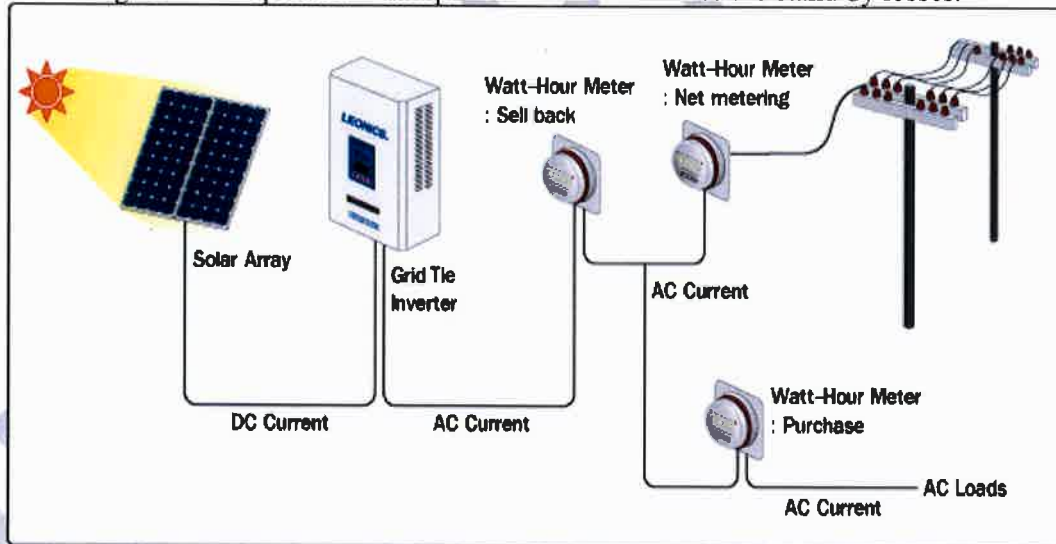 Watt-Hour Meter
: Sell back
Watt-Hour Meter
: Net metering
LEONICS.
Solar Array
Grid Tie
Inverter
AC Current
DC Current
AC Current
Watt-Hour Meter
: Purchase
AC Loads
AC Current